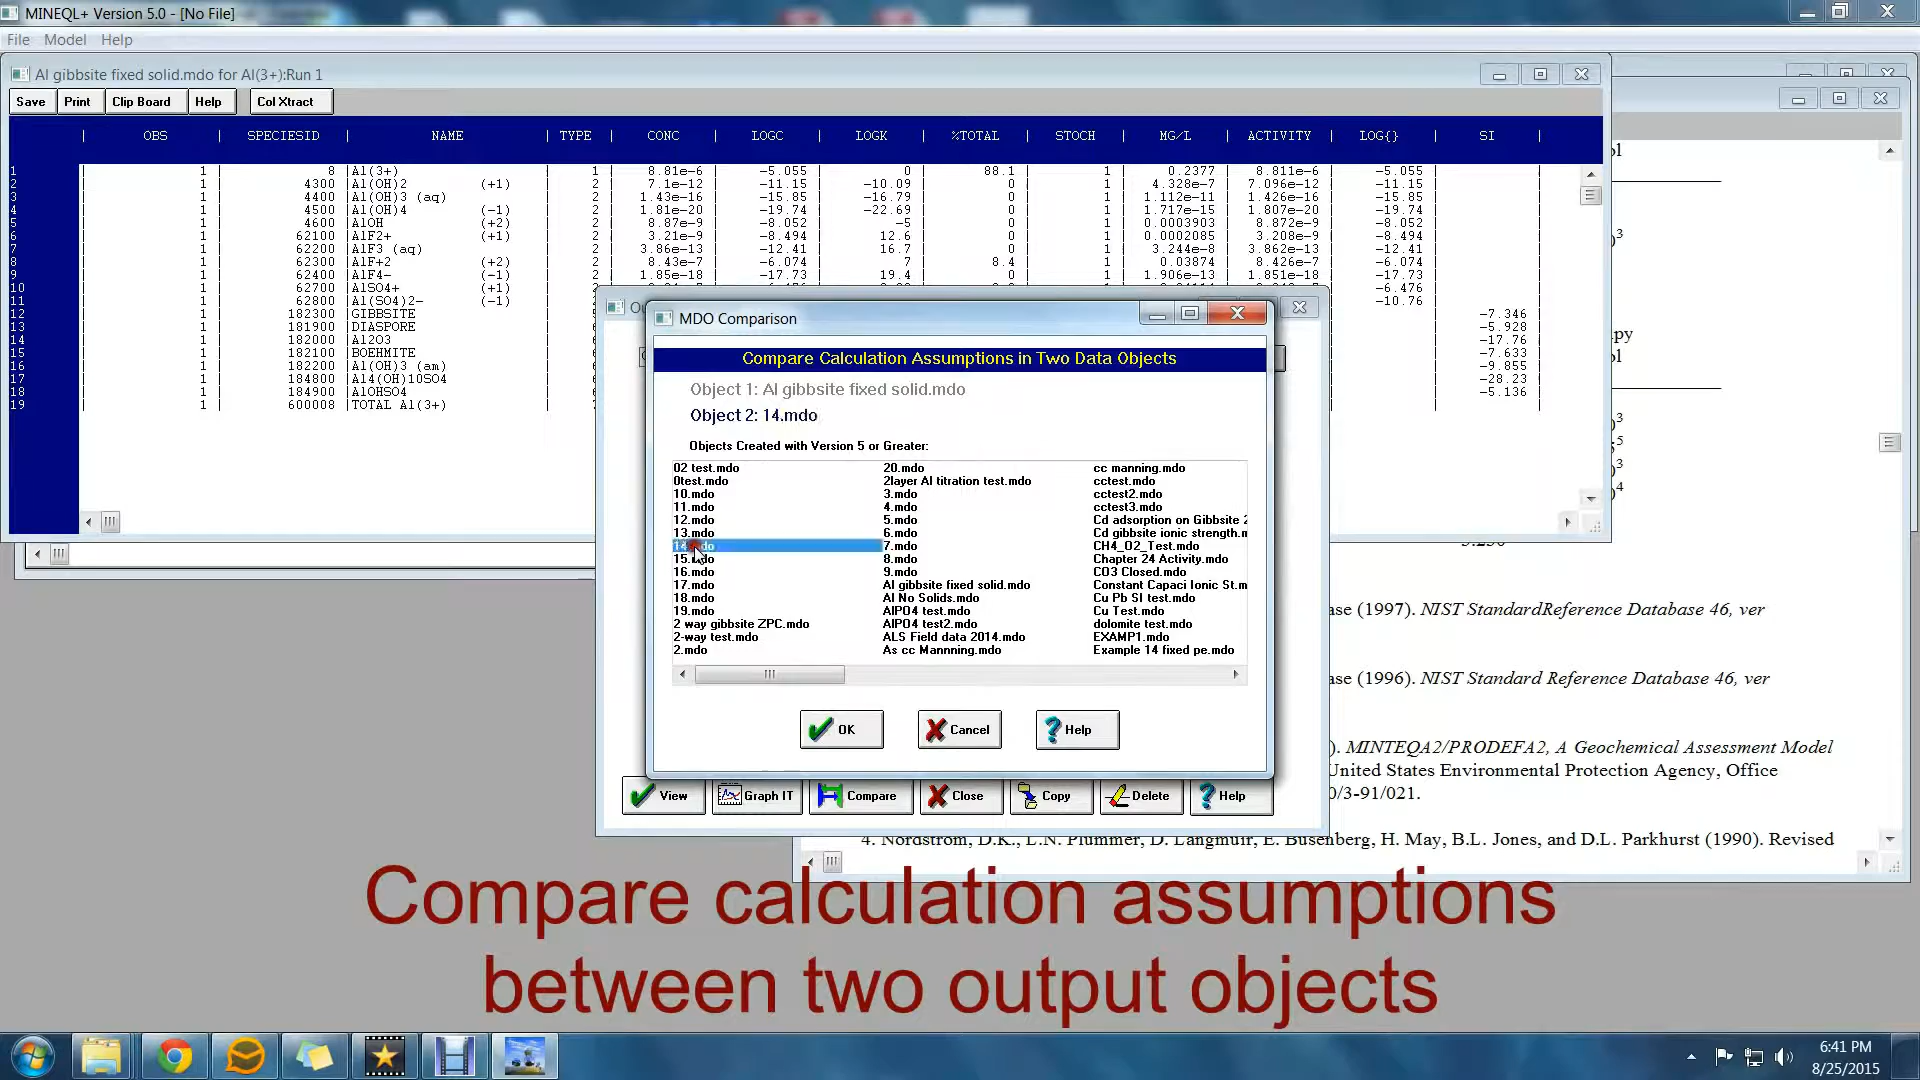 MINEQL+ Version 5.0 - [No File]
File Model Help
Al gibbsite fixed solid.mdo for Al(3+):Run 1
Save Print Clip Board Help Col Xtract
OBS SPECIESID NAME TYPE CONC LOGC LOGK %TOTAL STOCH MG/L ACTIVITY LOG{} SI
1 1 8 Al(3+) 1 8.81e-6 -5.055 0 88.1 1 0.2377 8.811e-6 -5.055
2 1 4300 Al(OH)2 (+1) 2 7.1e-12 -11.15 -10.09 0 1 4.328e-7 7.096e-12 -11.15
3 1 4400 Al(OH)3 (aq) 2 1.43e-16 -15.85 -16.79 0 1 1.112e-11 1.426e-16 -15.85
4 1 4500 Al(OH)4 (-1) 2 1.81e-20 -19.74 -22.69 0 1 1.717e-15 1.807e-20 -19.74
5 1 4600 AlOH (+2) 2 8.87e-9 -8.052 -5 0 1 0.0003903 8.872e-9 -8.052
6 1 62100 AlF2+ (+1) 2 3.21e-9 -8.494 12.6 0 1 0.0002085 3.208e-9 -8.494
7 1 62200 AlF3 (aq) 2 3.86e-13 -12.41 16.7 0 1 3.244e-8 3.862e-13 -12.41
8 1 62300 AlF+2 (+2) 2 8.43e-7 -6.074 7 8.4 1 0.03874 8.426e-7 -6.074
9 1 62400 AlF4- (-1) 2 1.85e-18 -17.73 19.4 0 1 1.906e-13 1.851e-18 -17.73
10 1 62700 AlSO4+ (+1) -6.476
11 1 62800 Al(SO4)2- (-1) -10.76
12 1 182300 GIBBSITE -7.346
13 1 181900 DIASPORE -5.928
14 1 182000 Al2O3 -17.76
15 1 182100 BOEHMITE -7.633
16 1 182200 Al(OH)3 (am) -9.855
17 1 184800 Al4(OH)10SO4 -28.23
18 1 184900 AlOHSO4 -5.136
19 1 600008 TOTAL Al(3+)
MDO Comparison
Compare Calculation Assumptions in Two Data Objects
Object 1: Al gibbsite fixed solid.mdo
Object 2: 14.mdo
Objects Created with Version 5 or Greater:
02 test.mdo 20.mdo cc manning.mdo
0test.mdo 2layer Al titration test.mdo cctest.mdo
10.mdo 3.mdo cctest2.mdo
11.mdo 4.mdo cctest3.mdo
12.mdo 5.mdo Cd adsorption on Gibbsite 2
13.mdo 6.mdo Cd gibbsite ionic strength.m
14.mdo 7.mdo CH4_O2_Test.mdo
15.mdo 8.mdo Chapter 24 Activity.mdo
16.mdo 9.mdo CO3 Closed.mdo
17.mdo Al gibbsite fixed solid.mdo Constant Capaci Ionic St.m
18.mdo Al No Solids.mdo Cu Pb SI test.mdo
19.mdo AlPO4 test.mdo Cu Test.mdo
2 way gibbsite ZPC.mdo AlPO4 test2.mdo dolomite test.mdo
2-way test.mdo ALS Field data 2014.mdo EXAMP1.mdo
2.mdo As cc Mannning.mdo Example 14 fixed pe.mdo
OK Cancel Help
View Graph IT Compare Close Copy Delete Help
ol
3
py
ol
3
5
3
4
se (1997). NIST StandardReference Database 46, ver
se (1996). NIST Standard Reference Database 46, ver
). MINTEQA2/PRODEFA2, A Geochemical Assessment Model
United States Environmental Protection Agency, Office
0/3-91/021.
4. Nordstrom, D.K., L.N. Plummer, D. Langmuir, E. Busenberg, H. May, B.L. Jones, and D.L. Parkhurst (1990). Revised
Compare calculation assumptions
between two output objects
6:41 PM
8/25/2015